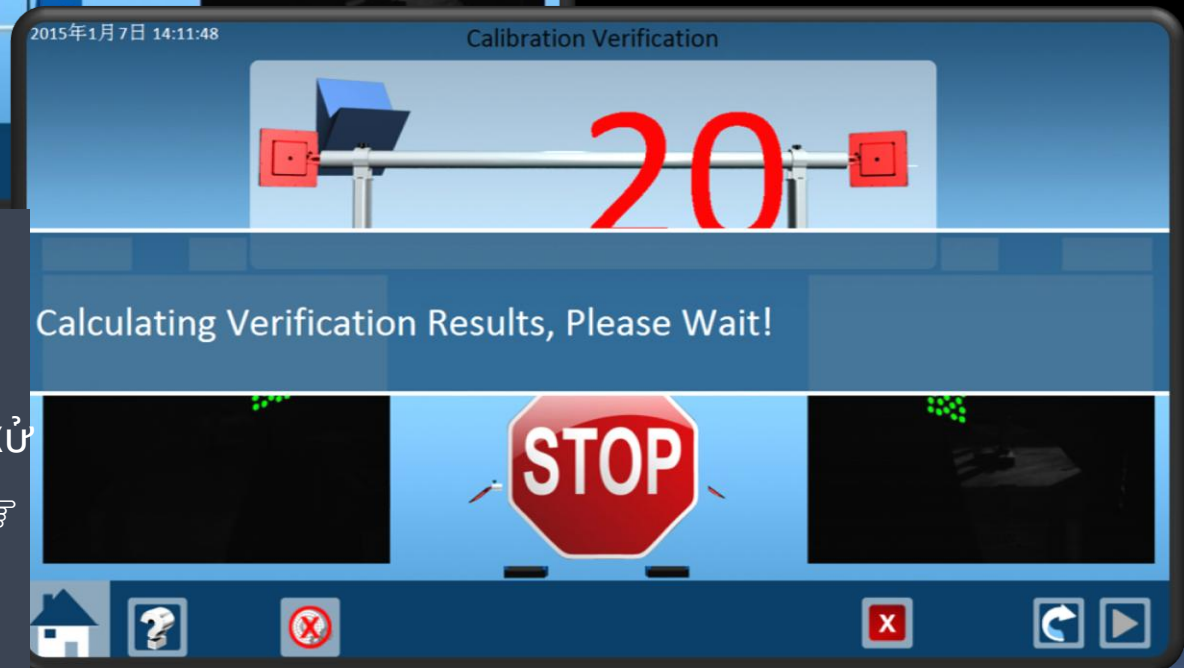 2015年1月7日 14:11:48
Calibration Verification
20
Calculating Verification Results, Please Wait!
STOP
X
X
?